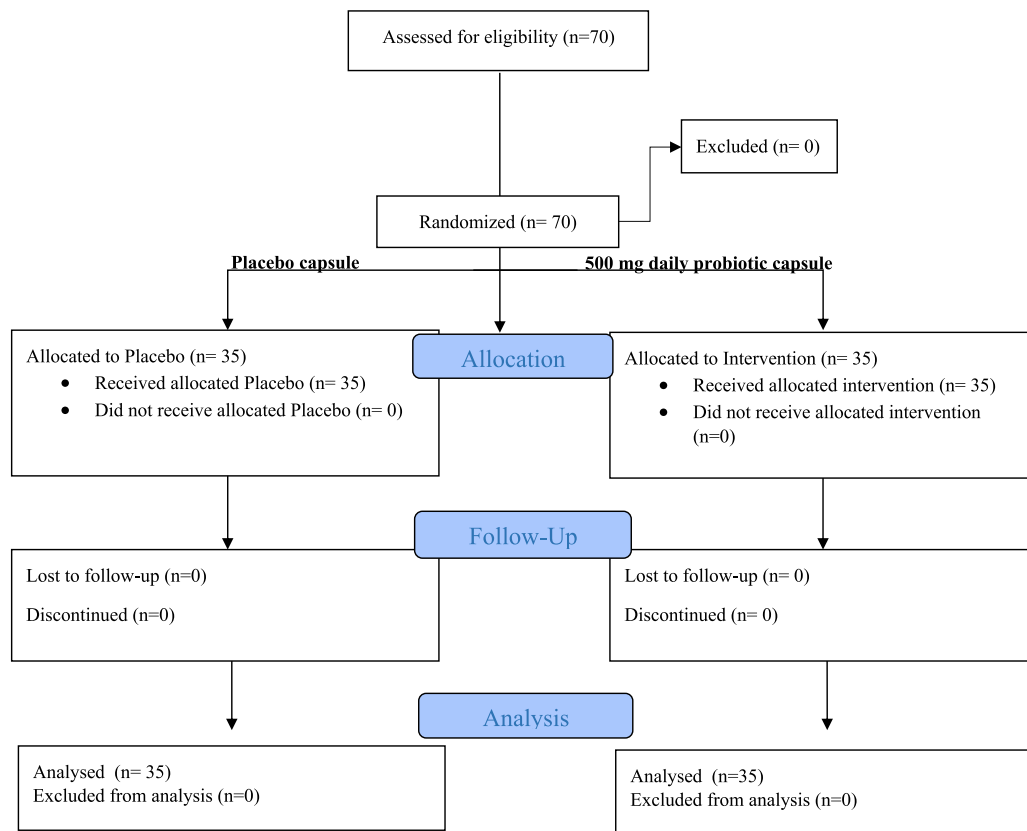 Assessed for eligibility (n=70)
Excluded (n= 0)
Randomized (n= 70)
Placebo capsule
500 mg daily probiotic capsule
Allocated to Placebo (n= 35)
● Received allocated Placebo (n= 35)
● Did not receive allocated Placebo (n= 0)
Allocation
Allocated to Intervention (n= 35)
● Received allocated intervention (n= 35)
● Did not receive allocated intervention
(n=0)
Follow-Up
Lost to follow-up (n=0)
Discontinued (n=0)
Lost to follow-up (n= 0)
Discontinued (n= 0)
Analysis
Analysed (n= 35)
Excluded from analysis (n=0)
Analysed (n=35)
Excluded from analysis (n=0)